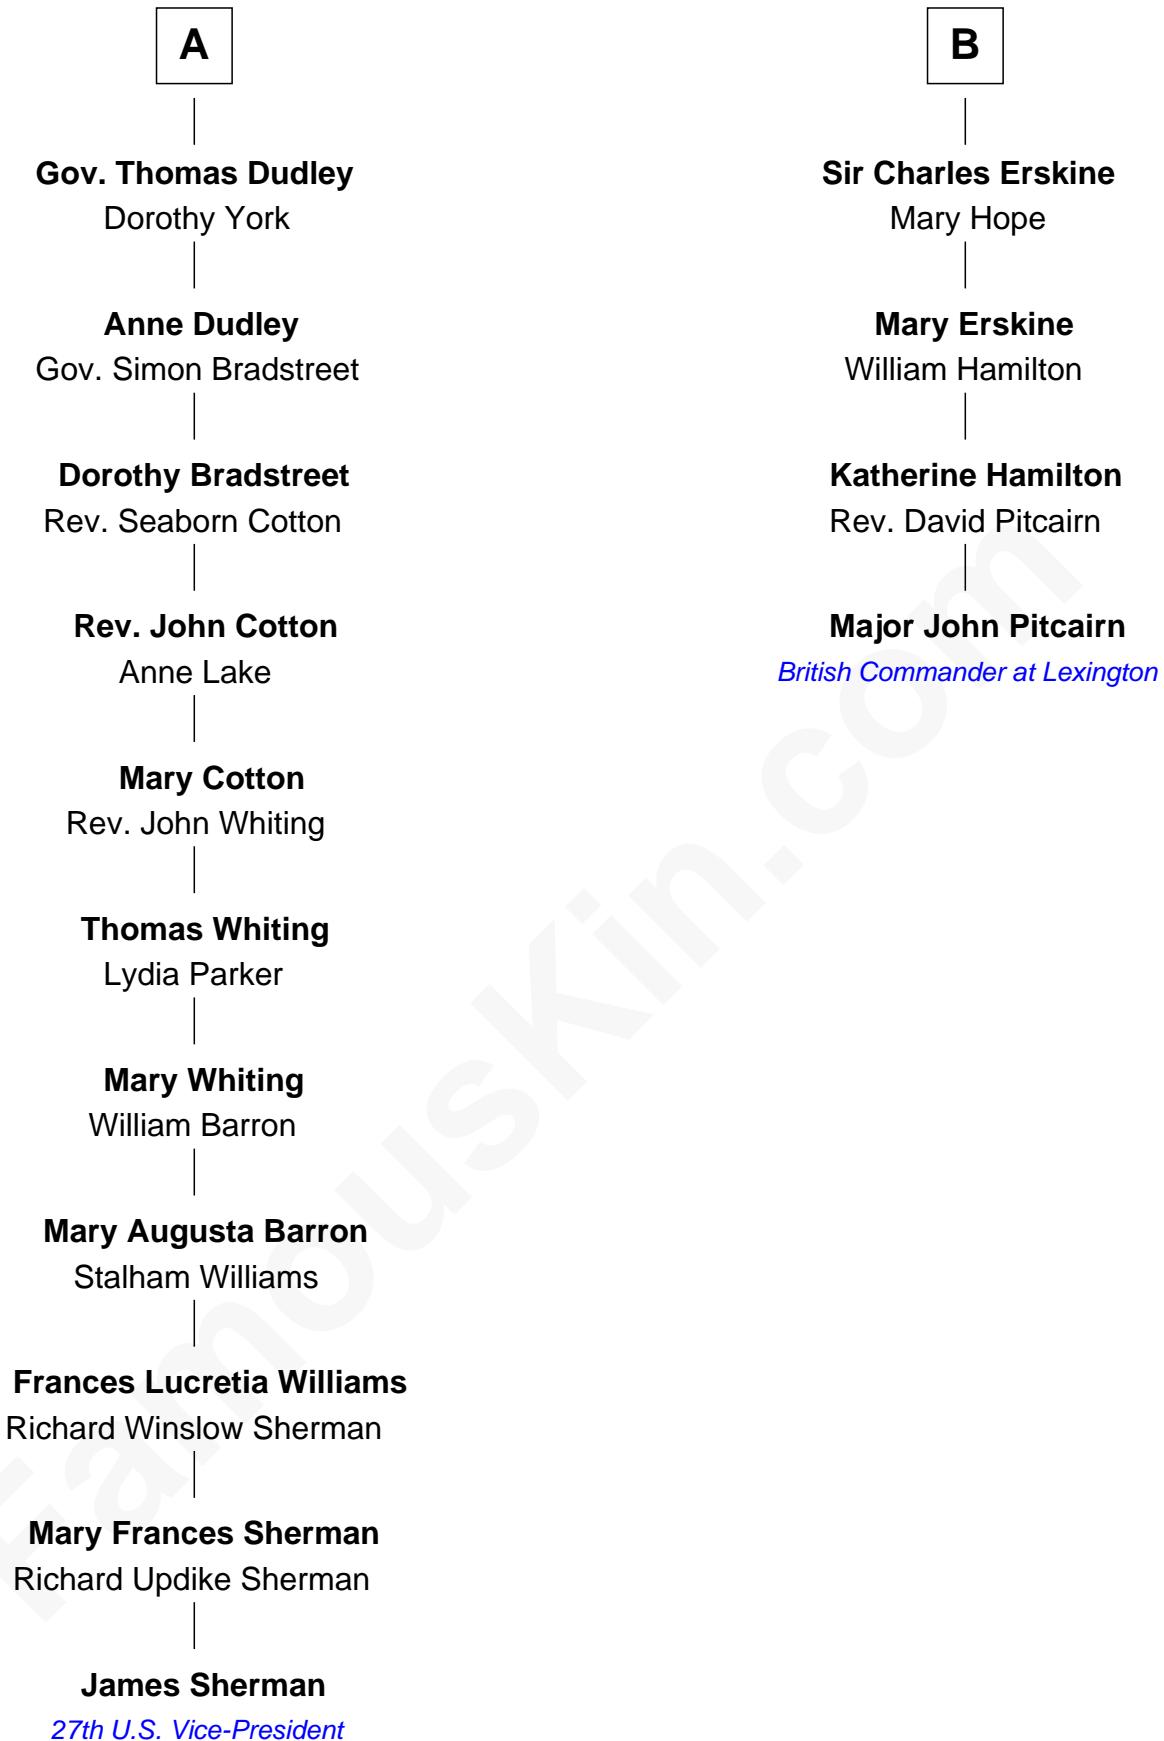 A
Gov. Thomas Dudley
Dorothy York
Anne Dudley
Gov. Simon Bradstreet
Dorothy Bradstreet
Rev. Seaborn Cotton
Rev. John Cotton
Anne Lake
Mary Cotton
Rev. John Whiting
Thomas Whiting
Lydia Parker
Mary Whiting
William Barron
Mary Augusta Barron
Stalham Williams
Frances Lucretia Williams
Richard Winslow Sherman
Mary Frances Sherman
Richard Updike Sherman
James Sherman
27th U.S. Vice-President
B
Sir Charles Erskine
Mary Hope
Mary Erskine
William Hamilton
Katherine Hamilton
Rev. David Pitcairn
Major John Pitcairn
British Commander at Lexington
FamousKin.com